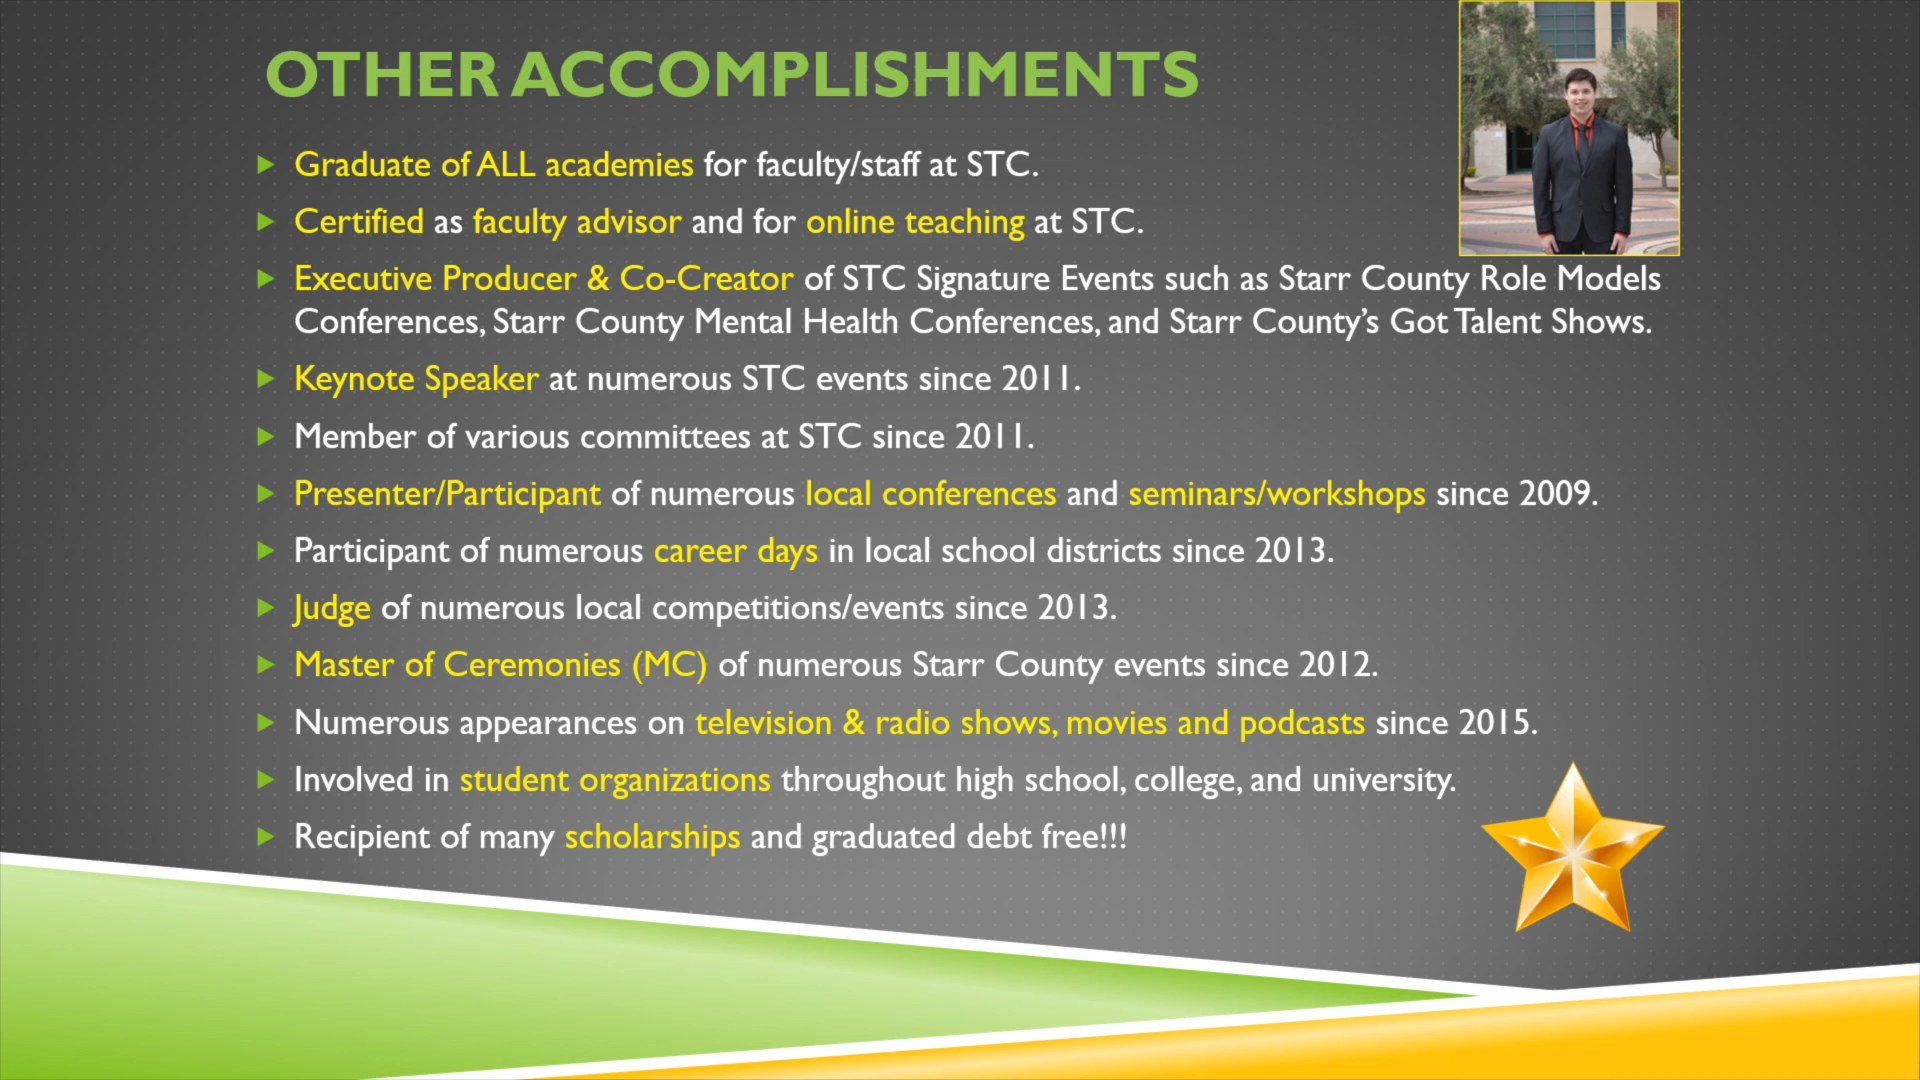 OTHER ACCOMPLISHMENTS
Graduate of ALL academies for faculty/staff at STC.
Certified as faculty advisor and for online teaching at STC.
Executive Producer & Co-Creator of STC Signature Events such as Starr County Role Models
Conferences, Starr County Mental Health Conferences, and Starr County’s Got Talent Shows.
Keynote Speaker at numerous STC events since 2011.
Member of various committees at STC since 2011.
Presenter/Participant of numerous local conferences and seminars/workshops since 2009.
Participant of numerous career days in local school districts since 2013.
Judge of numerous local competitions/events since 2013.
Master of Ceremonies (MC) of numerous Starr County events since 2012.
Numerous appearances on television & radio shows, movies and podcasts since 2015.
Involved in student organizations throughout high school, college, and university.
Recipient of many scholarships and graduated debt free!!!